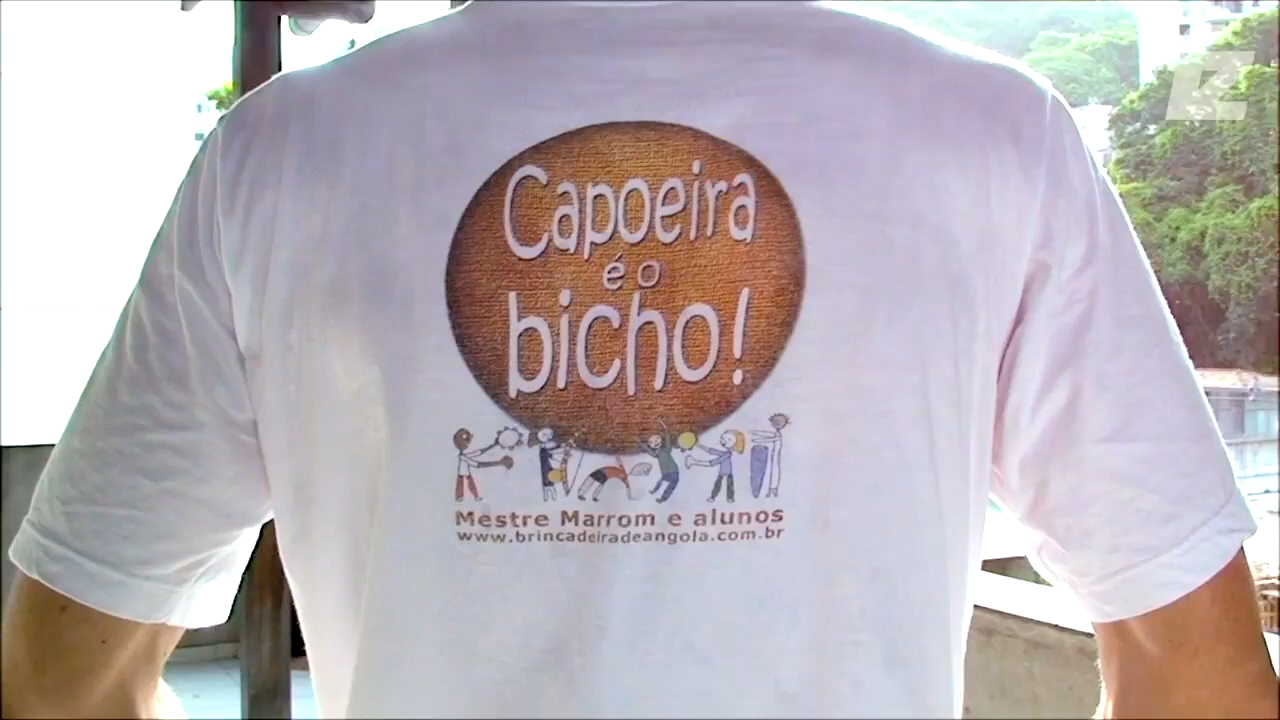 Capoeira
é o
bicho!
Mestre Marrom e alunos
www.brincadeiradeangola.com.br